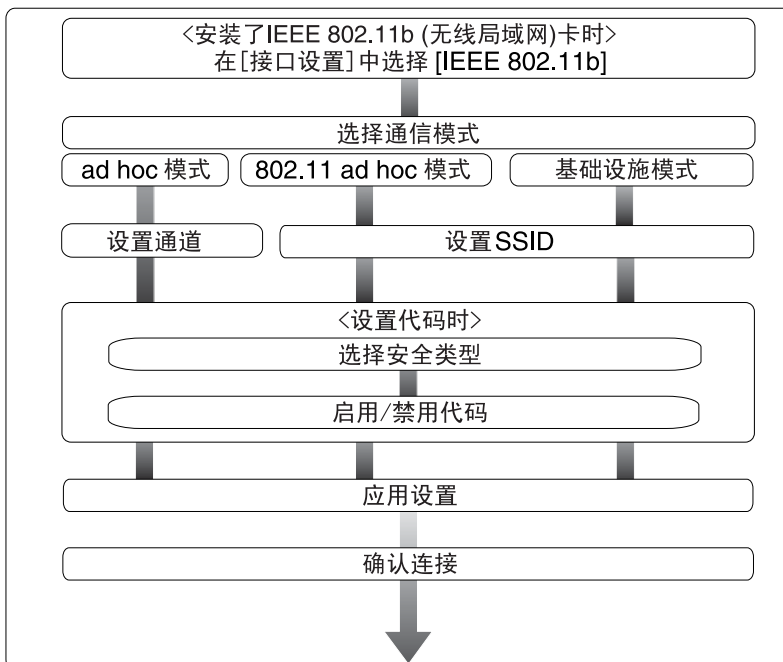 <安装了IEEE 802.11b (无线局域网)卡时>
在[接口设置]中选择 [IEEE 802.11b]
选择通信模式
ad hoc 模式
802.11 ad hoc 模式
基础设施模式
设置通道
设置SSID
<设置代码时>
选择安全类型
启用/禁用代码
应用设置
确认连接